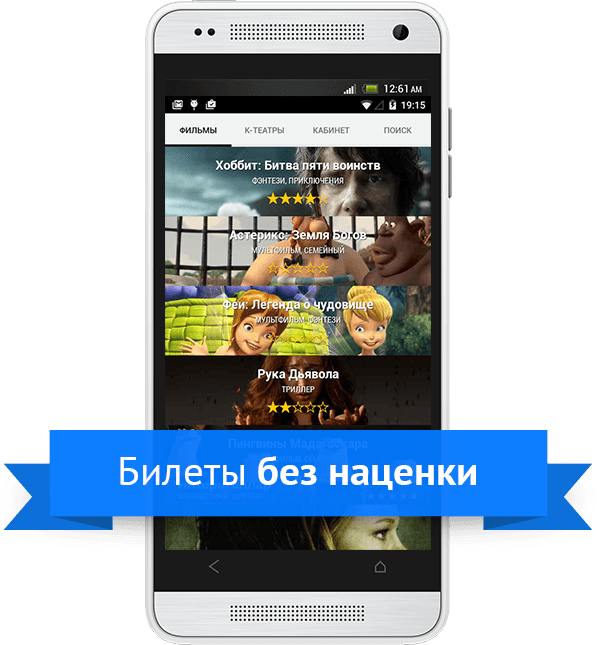 12:61 AM
19:15
ФИЛЬМЫ К-ТЕАТРЫ КАБИНЕТ ПОИСК
Хоббит: Битва пяти воинств
ФЭНТЕЗИ, ПРИКЛЮЧЕНИЯ
Астерикс: Земля Богов
МУЛЬТФИЛЬМ, СЕМЕЙНЫЙ
Феи: Легенда о чудовище
МУЛЬТФИЛЬМ, ФЭНТЕЗИ
Рука Дьявола
ТРИЛЛЕР
Пингвины Мадагаскара
Билеты без наценки